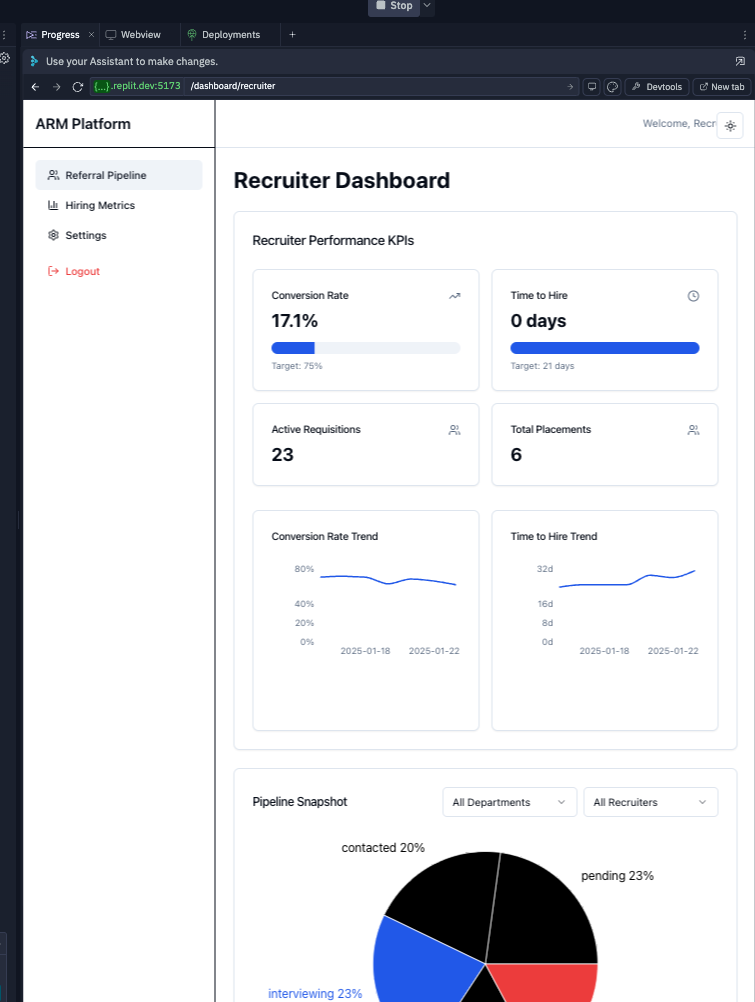 Stop
Progress
Webview
Deployments
Use your Assistant to make changes.
{...}.replit.dev:5173 /dashboard/recruiter
Devtools
New tab
ARM Platform
Welcome, Recr
Referral Pipeline
Hiring Metrics
Settings
Logout
Recruiter Dashboard
Recruiter Performance KPIs
Conversion Rate
17.1%
Target: 75%
Time to Hire
0 days
Target: 21 days
Active Requisitions
23
Total Placements
6
Conversion Rate Trend
80%
40%
20%
0%
2025-01-18 2025-01-22
Time to Hire Trend
32d
16d
8d
0d
2025-01-18 2025-01-22
Pipeline Snapshot
All Departments
All Recruiters
contacted 20%
pending 23%
interviewing 23%